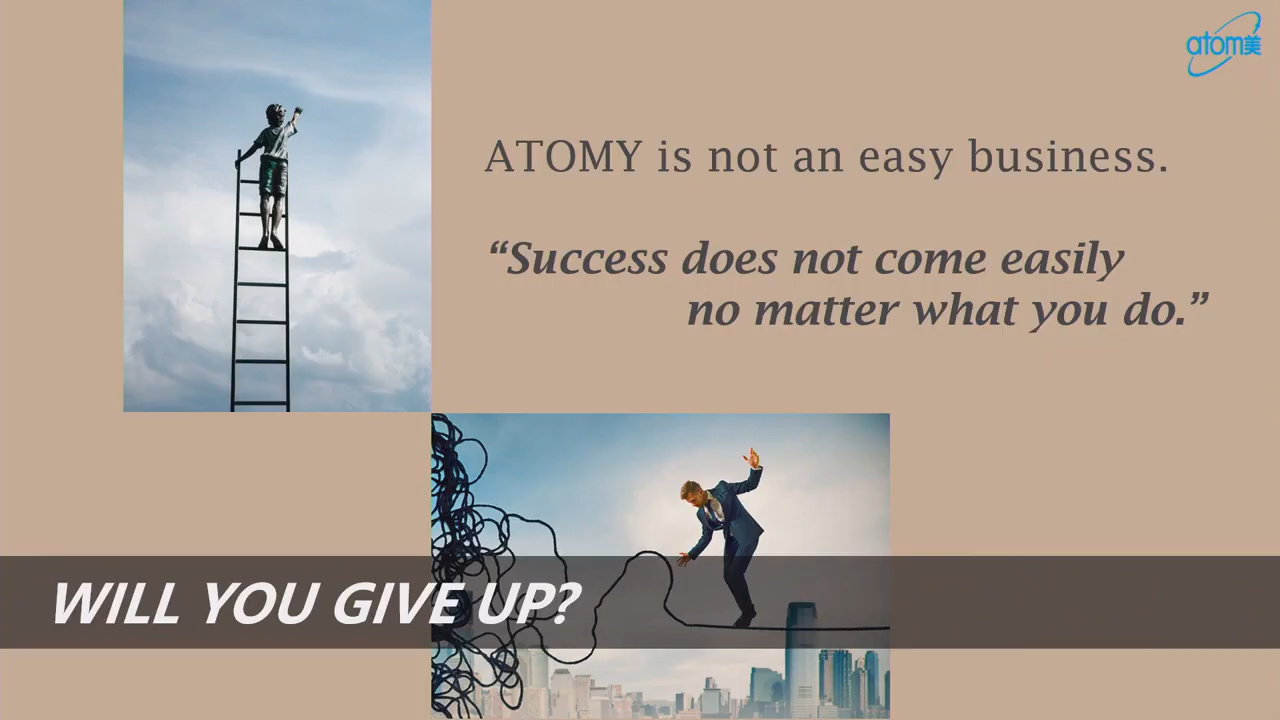 atom美
ATOMY is not an easy business.
“Success does not come easily
no matter what you do.”
WILL YOU GIVE UP?